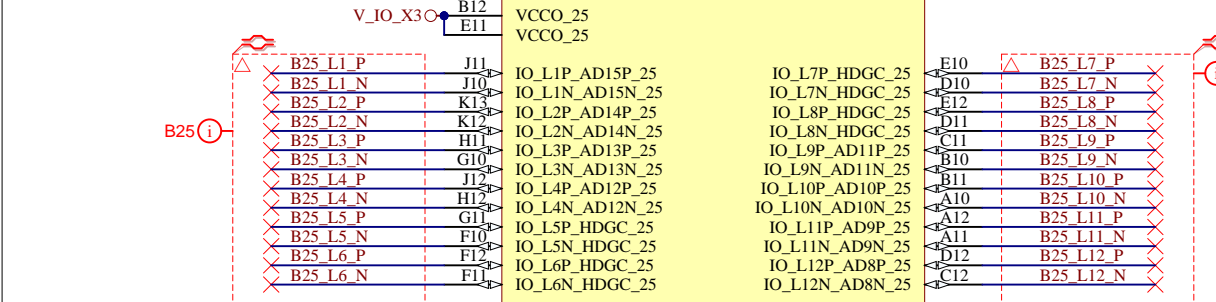 V_IO_X3 B12 VCCO_25
E11 VCCO_25
B25_L1_P J11 IO_L1P_AD15P_25 IO_L7P_HDGC_25 E10 B25_L7_P
B25_L1_N J10 IO_L1N_AD15N_25 IO_L7N_HDGC_25 D10 B25_L7_N
B25_L2_P K13 IO_L2P_AD14P_25 IO_L8P_HDGC_25 E12 B25_L8_P
B25 i B25_L2_N K12 IO_L2N_AD14N_25 IO_L8N_HDGC_25 D11 B25_L8_N
B25_L3_P H11 IO_L3P_AD13P_25 IO_L9P_AD11P_25 C11 B25_L9_P
B25_L3_N G10 IO_L3N_AD13N_25 IO_L9N_AD11N_25 B10 B25_L9_N
B25_L4_P J12 IO_L4P_AD12P_25 IO_L10P_AD10P_25 B11 B25_L10_P
B25_L4_N H12 IO_L4N_AD12N_25 IO_L10N_AD10N_25 A10 B25_L10_N
B25_L5_P G11 IO_L5P_HDGC_25 IO_L11P_AD9P_25 A12 B25_L11_P
B25_L5_N F10 IO_L5N_HDGC_25 IO_L11N_AD9N_25 A11 B25_L11_N
B25_L6_P F12 IO_L6P_HDGC_25 IO_L12P_AD8P_25 D12 B25_L12_P
B25_L6_N F11 IO_L6N_HDGC_25 IO_L12N_AD8N_25 C12 B25_L12_N